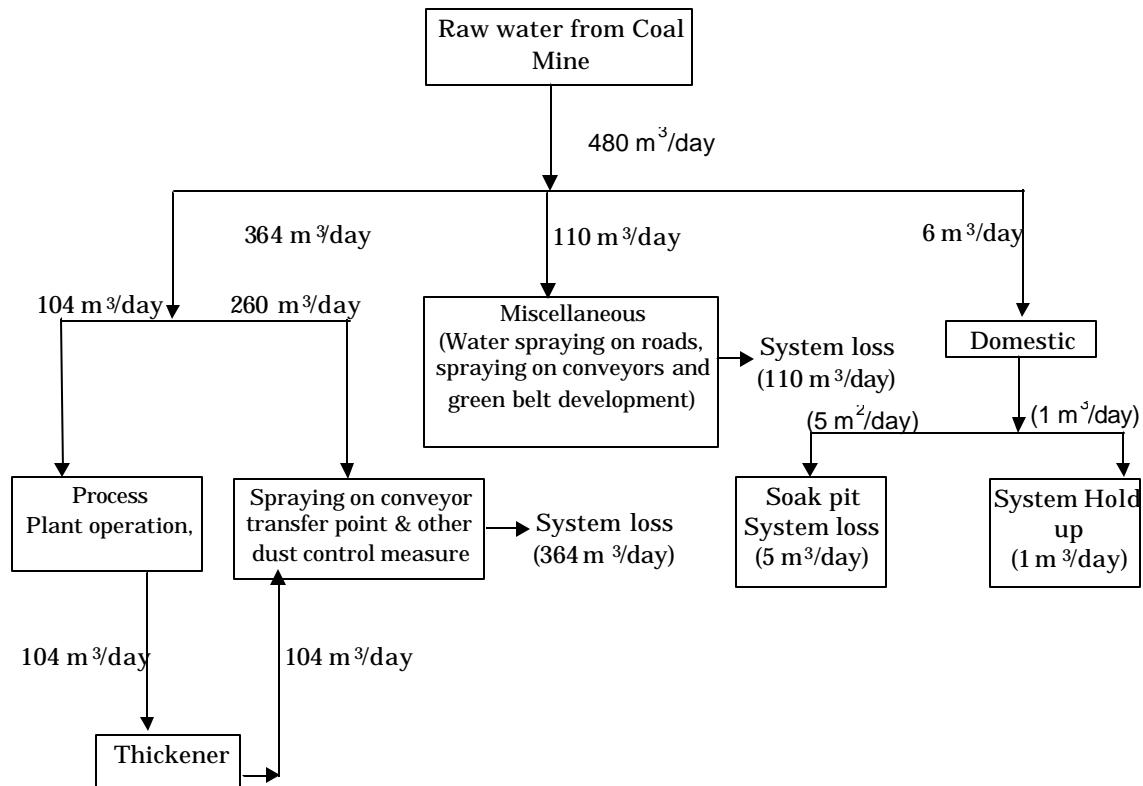 Raw water from Coal
Mine
480 m³/day
364 m³/day
110 m³/day
6 m³/day
104 m³/day
260 m³/day
Miscellaneous
(Water spraying on roads,
spraying on conveyors and
green belt development)
System loss
(110 m³/day)
Domestic
(5 m²/day)
(1 m³/day)
Process
Plant operation,
Spraying on conveyor
transfer point & other
dust control measure
System loss
(364 m³/day)
Soak pit
System loss
(5 m³/day)
System Hold
up
(1 m³/day)
104 m³/day
104 m³/day
Thickener